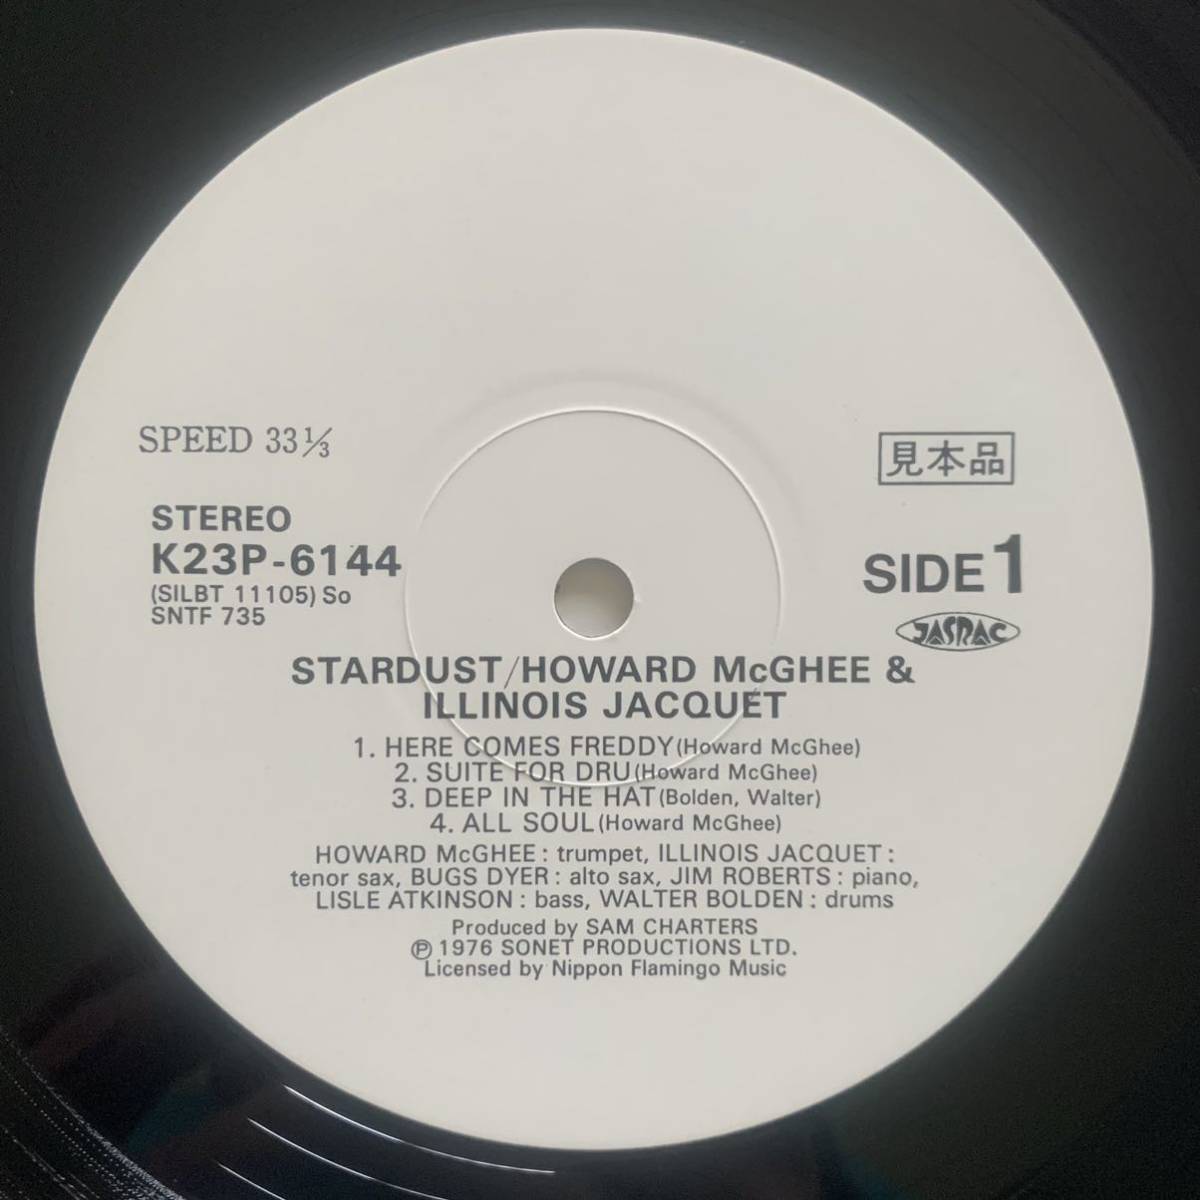 SPEED 33⅓
見本品
STEREO
K23P-6144
(SILBT 11105) So
SNTF 735
SIDE 1
JASRAC
STARDUST/HOWARD McGHEE &
ILLINOIS JACQUET
1. HERE COMES FREDDY(Howard McGhee)
2. SUITE FOR DRU(Howard McGhee)
3. DEEP IN THE HAT(Bolden, Walter)
4. ALL SOUL(Howard McGhee)
HOWARD McGHEE : trumpet, ILLINOIS JACQUET :
tenor sax, BUGS DYER : alto sax, JIM ROBERTS : piano,
LISLE ATKINSON : bass, WALTER BOLDEN : drums
Produced by SAM CHARTERS
℗ 1976 SONET PRODUCTIONS LTD.
Licensed by Nippon Flamingo Music